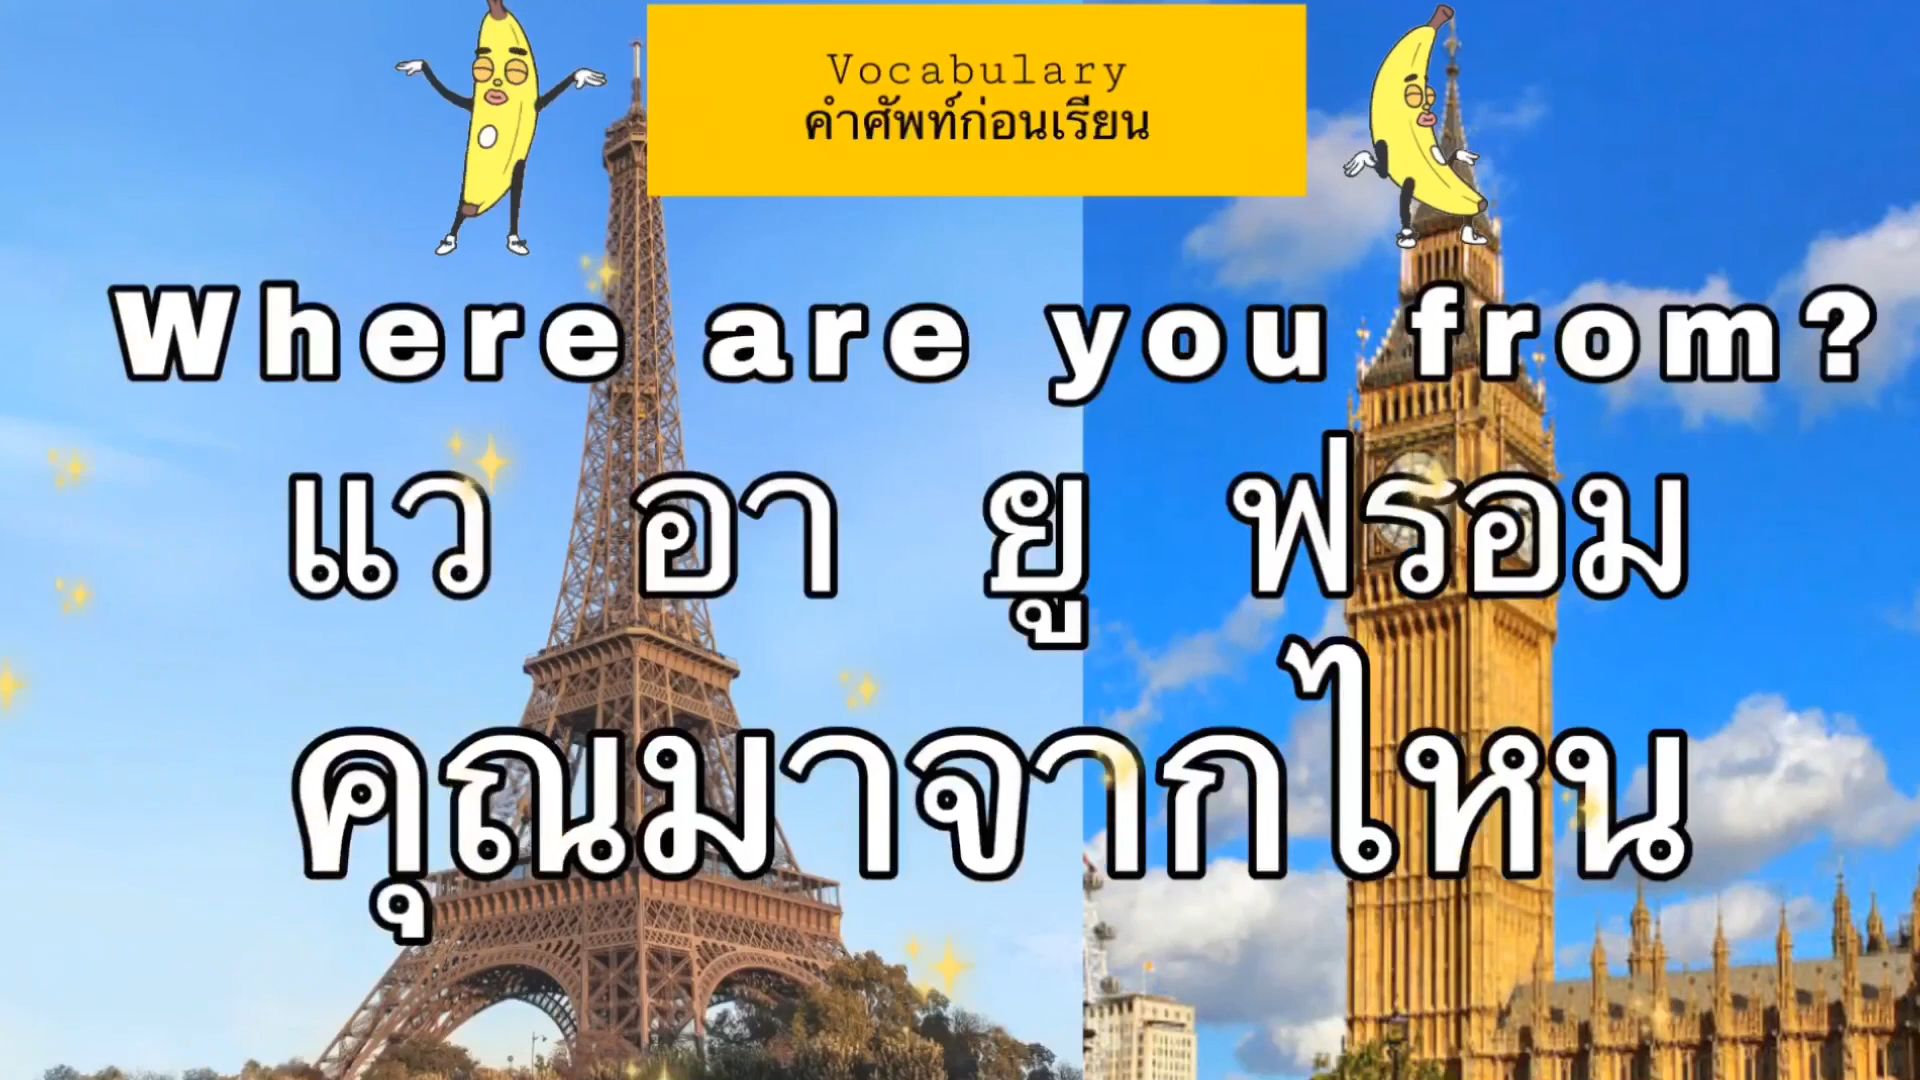 Vocabulary
คำศัพท์ก่อนเรียน
Where are you from?
แว อา ยู ฟรอม
คุณมาจากไหน